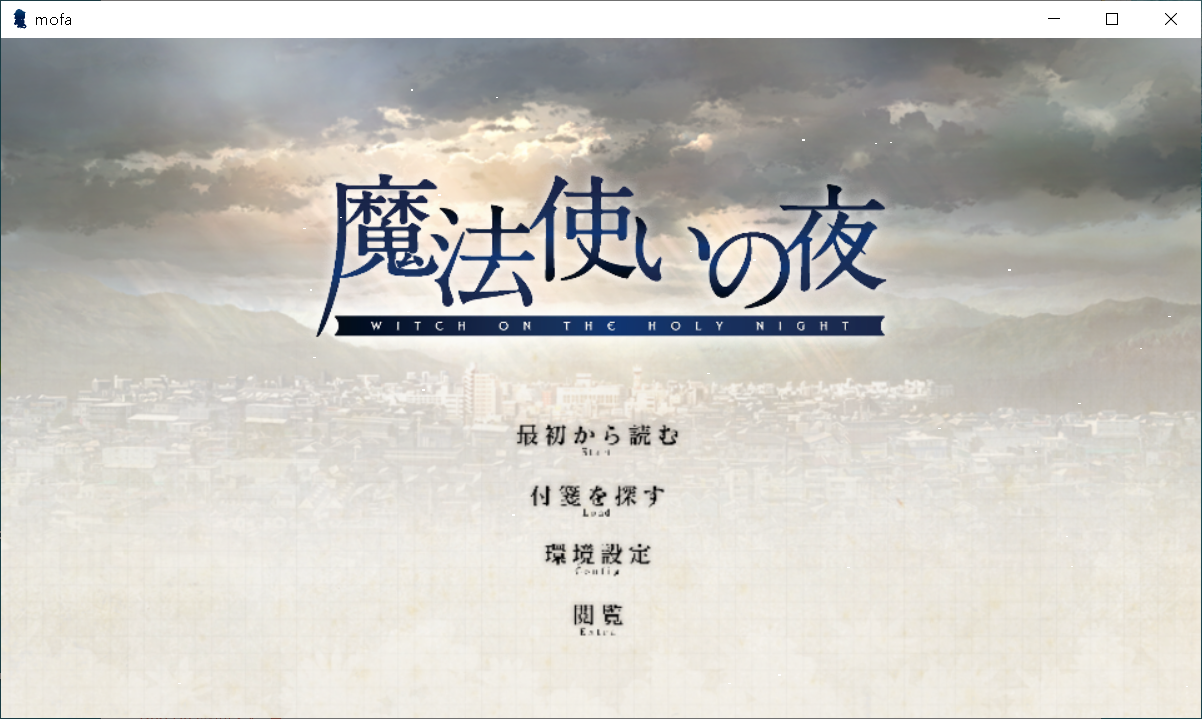 mofa
魔法使いの夜
WITCH ON THE HOLY NIGHT
最初から読む
Start
付箋を探す
Load
環境設定
Config
閲覧
Extra